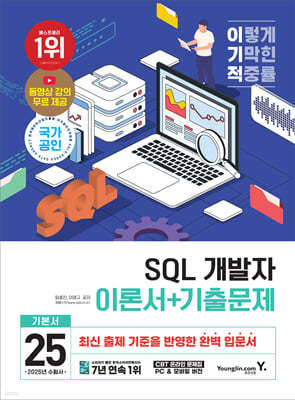 베스트셀러
1위
동영상 강의
무료 제공
국가
공인
이렇게
기막힌
적중률
SQL
SQL 개발자
이론서+기출문제
기본서
25
2025년 수험서
최신 출제 기준을 반영한 완벽 입문서
7년 연속 1위
CBT 온라인 문제집
PC & 모바일 버전
Youngjin.com Y.